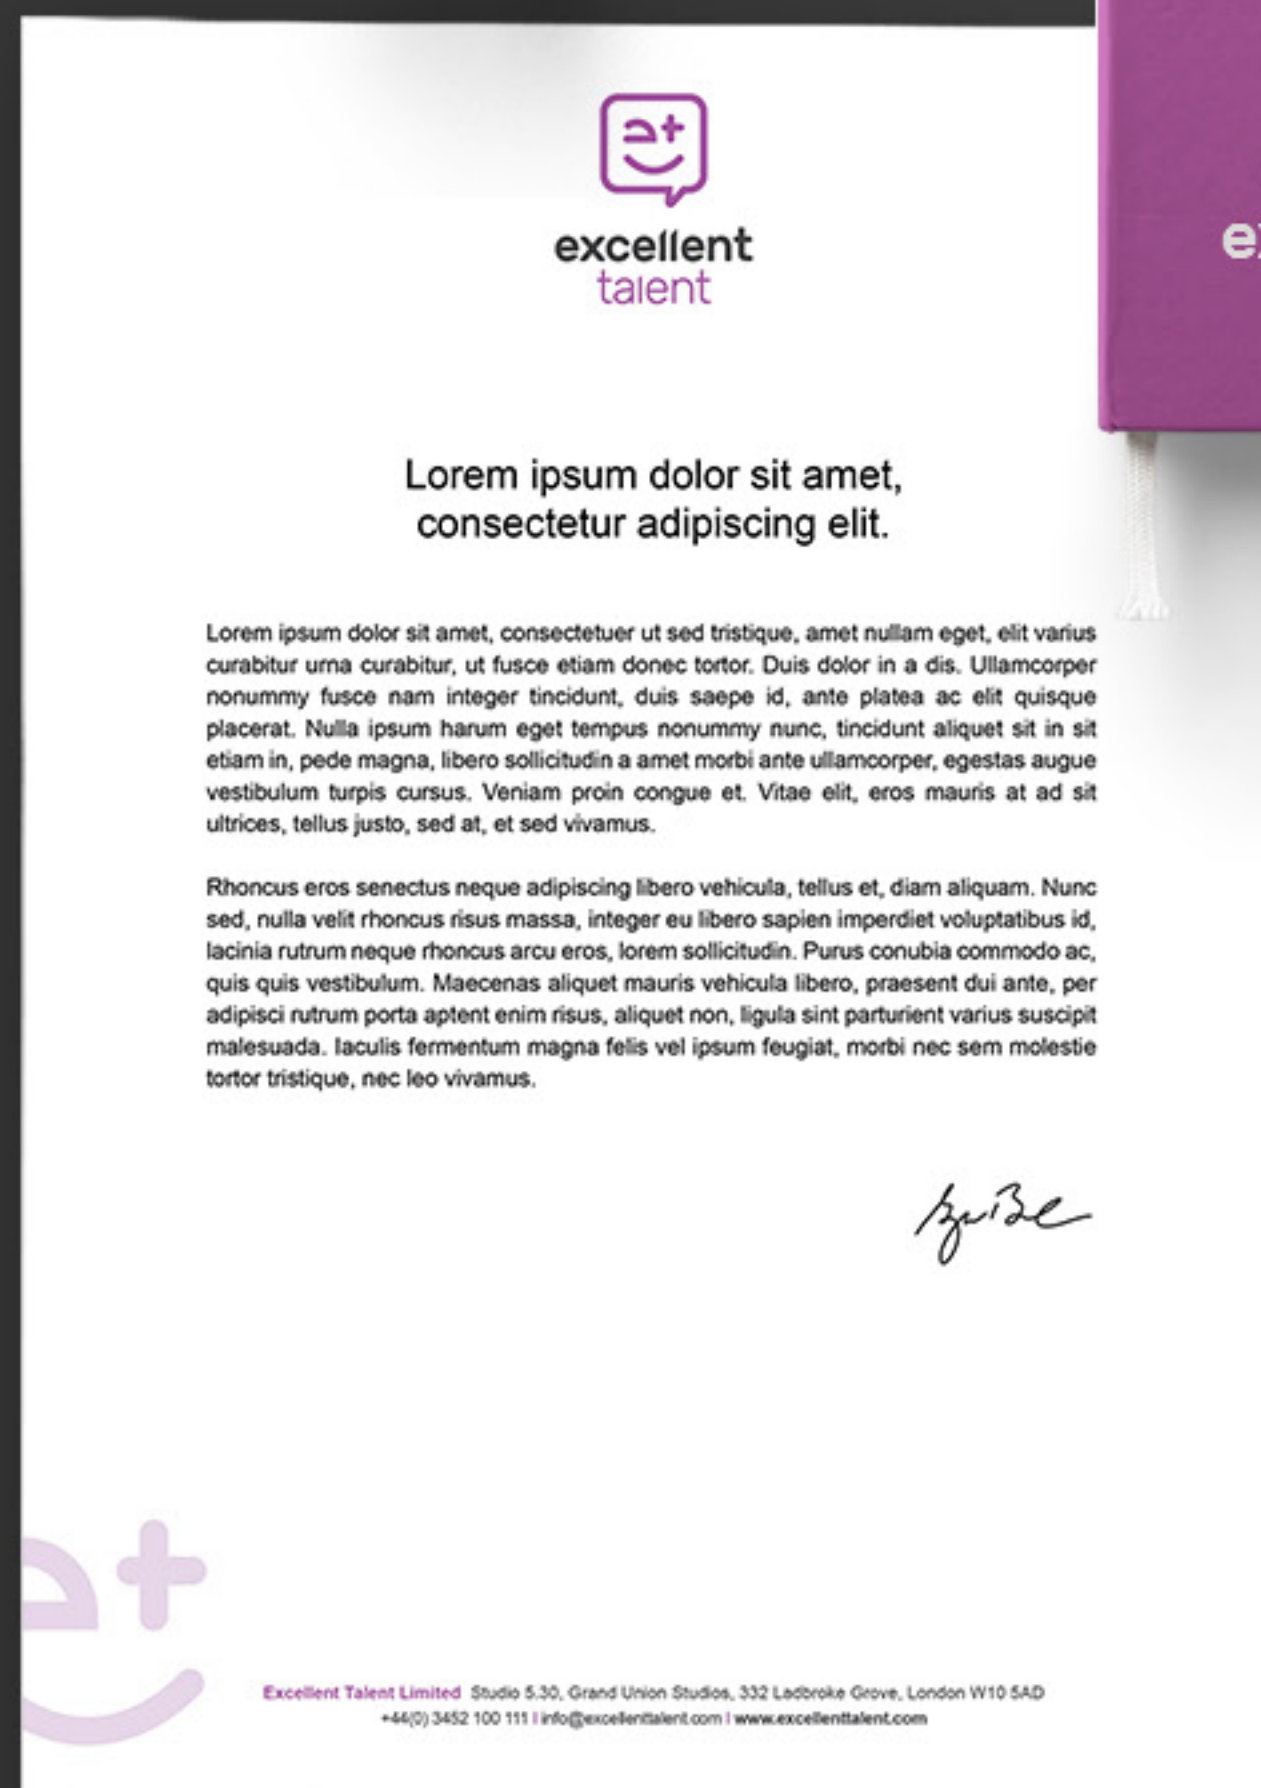 e+
excellent
talent
Lorem ipsum dolor sit amet,
consectetur adipiscing elit.
Lorem ipsum dolor sit amet, consectetuer ut sed tristique, amet nullam eget, elit varius
curabitur urna curabitur, ut fusce etiam donec tortor. Duis dolor in a dis. Ullamcorper
nonummy fusce nam integer tincidunt, duis saepe id, ante platea ac elit quisque
placerat. Nulla ipsum harum eget tempus nonummy nunc, tincidunt aliquet sit in sit
etiam in, pede magna, libero sollicitudin a amet morbi ante ullamcorper, egestas augue
vestibulum turpis cursus. Veniam proin congue et. Vitae elit, eros mauris at ad sit
ultrices, tellus justo, sed at, et sed vivamus.
Rhoncus eros senectus neque adipiscing libero vehicula, tellus et, diam aliquam. Nunc
sed, nulla velit rhoncus risus massa, integer eu libero sapien imperdiet voluptatibus id,
lacinia rutrum neque rhoncus arcu eros, lorem sollicitudin. Purus conubia commodo ac,
quis quis vestibulum. Maecenas aliquet mauris vehicula libero, praesent dui ante, per
adipisci rutrum porta aptent enim risus, aliquet non, ligula sint parturient varius suscipit
malesuada. Iaculis fermentum magna felis vel ipsum feugiat, morbi nec sem molestie
tortor tristique, nec leo vivamus.
e+
Excellent Talent Limited Studio 5.30, Grand Union Studios, 332 Ladbroke Grove, London W10 5AD
+44(0) 3452 100 111 | info@excellenttalent.com | www.excellenttalent.com